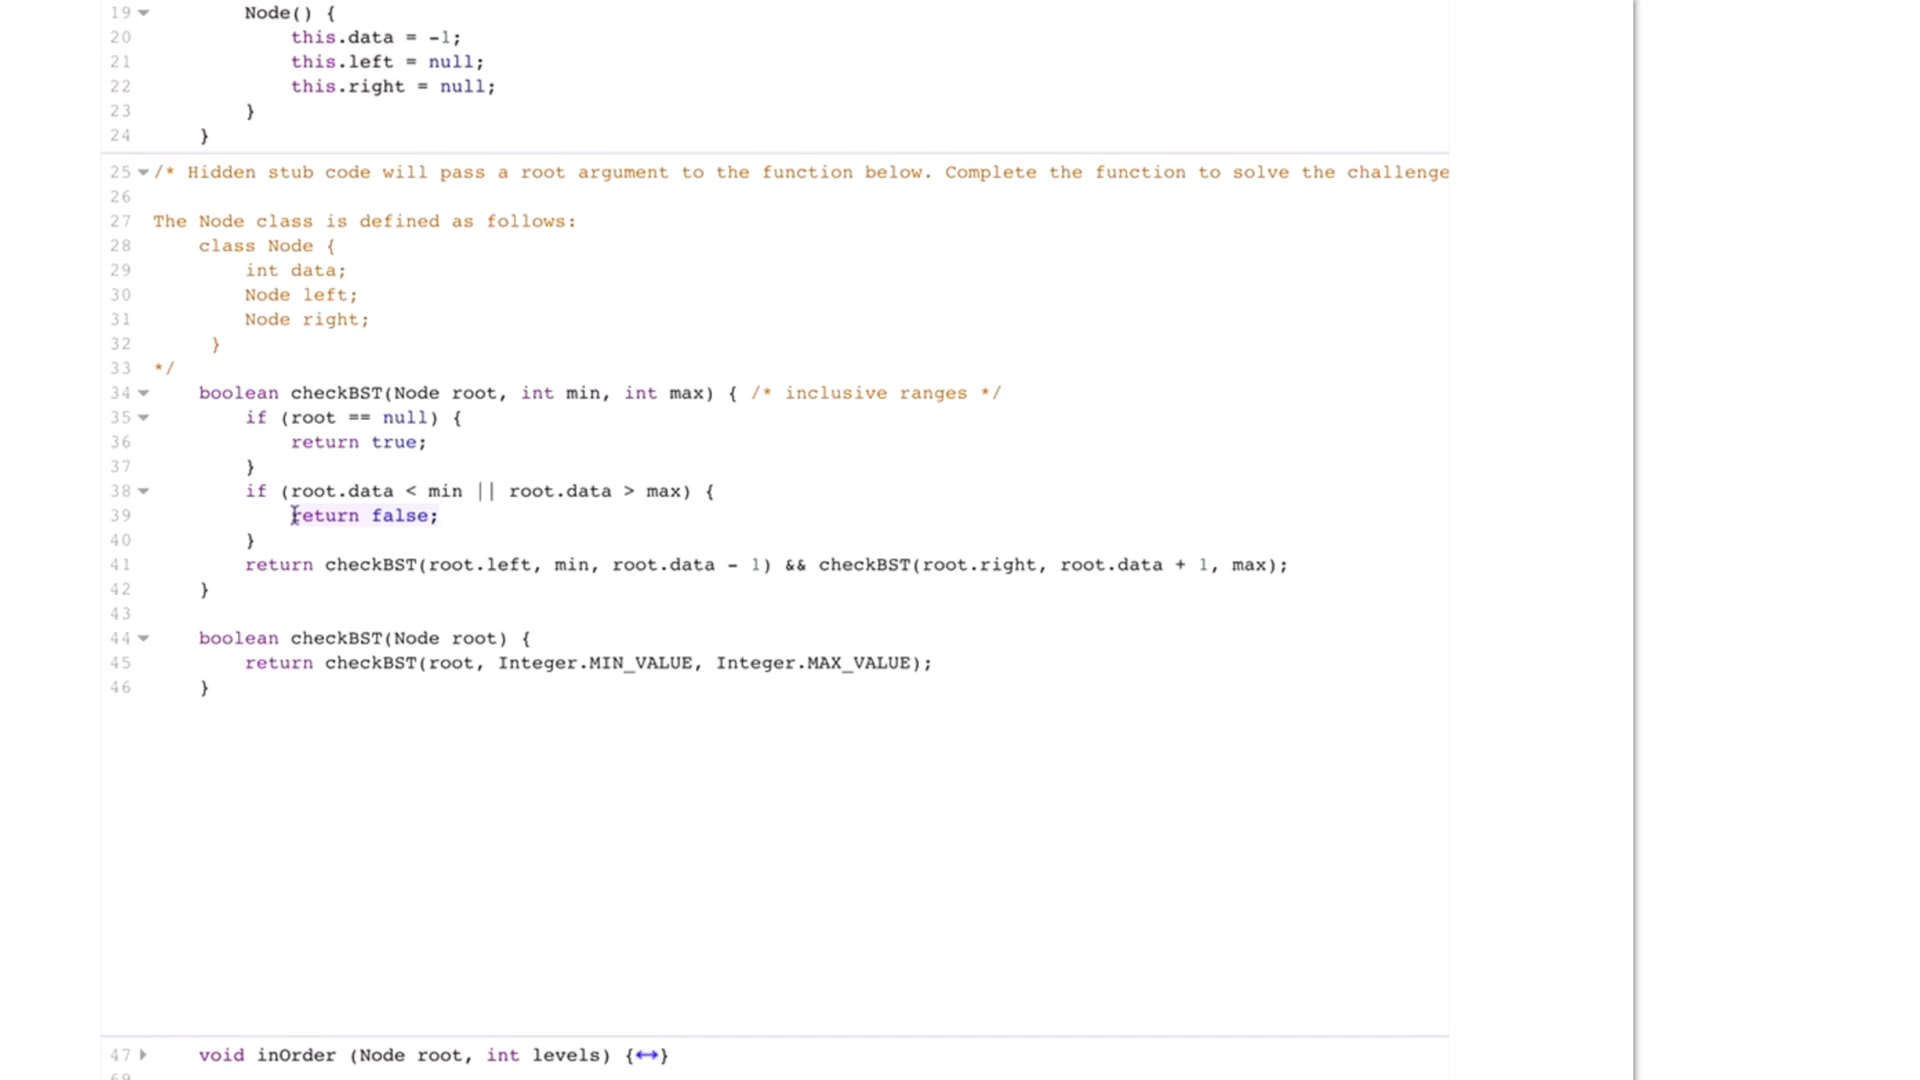 19 Node() {
20 this.data = -1;
21 this.left = null;
22 this.right = null;
23 }
24 }
25 /* Hidden stub code will pass a root argument to the function below. Complete the function to solve the challenge
26
27 The Node class is defined as follows:
28 class Node {
29 int data;
30 Node left;
31 Node right;
32 }
33 */
34 boolean checkBST(Node root, int min, int max) { /* inclusive ranges */
35 if (root == null) {
36 return true;
37 }
38 if (root.data < min || root.data > max) {
39 return false;
40 }
41 return checkBST(root.left, min, root.data - 1) && checkBST(root.right, root.data + 1, max);
42 }
43
44 boolean checkBST(Node root) {
45 return checkBST(root, Integer.MIN_VALUE, Integer.MAX_VALUE);
46 }
47 void inOrder (Node root, int levels) {↔}
69